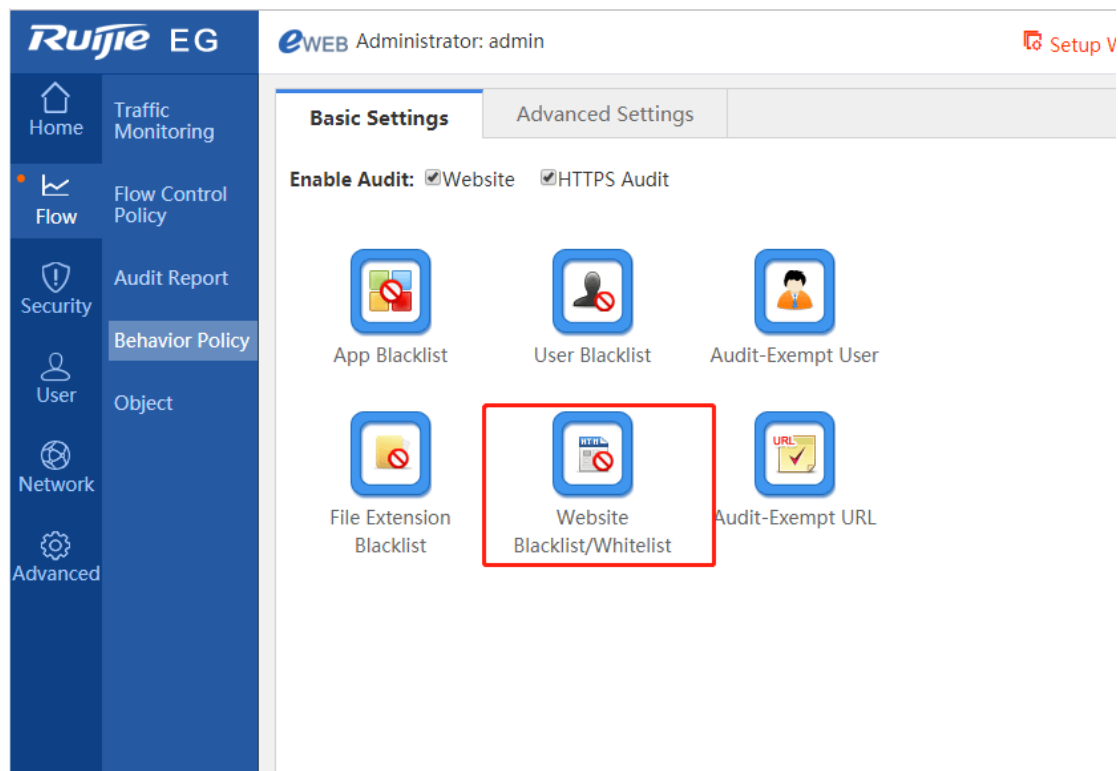 Ruijie EG
eWEB Administrator: admin
Setup W
Home
Flow
Security
User
Network
Advanced
Traffic
Monitoring
Flow Control
Policy
Audit Report
Behavior Policy
Object
Basic Settings
Advanced Settings
Enable Audit: Website HTTPS Audit
App Blacklist
User Blacklist
Audit-Exempt User
HTML
URL
File Extension
Blacklist
Website
Blacklist/Whitelist
Audit-Exempt URL